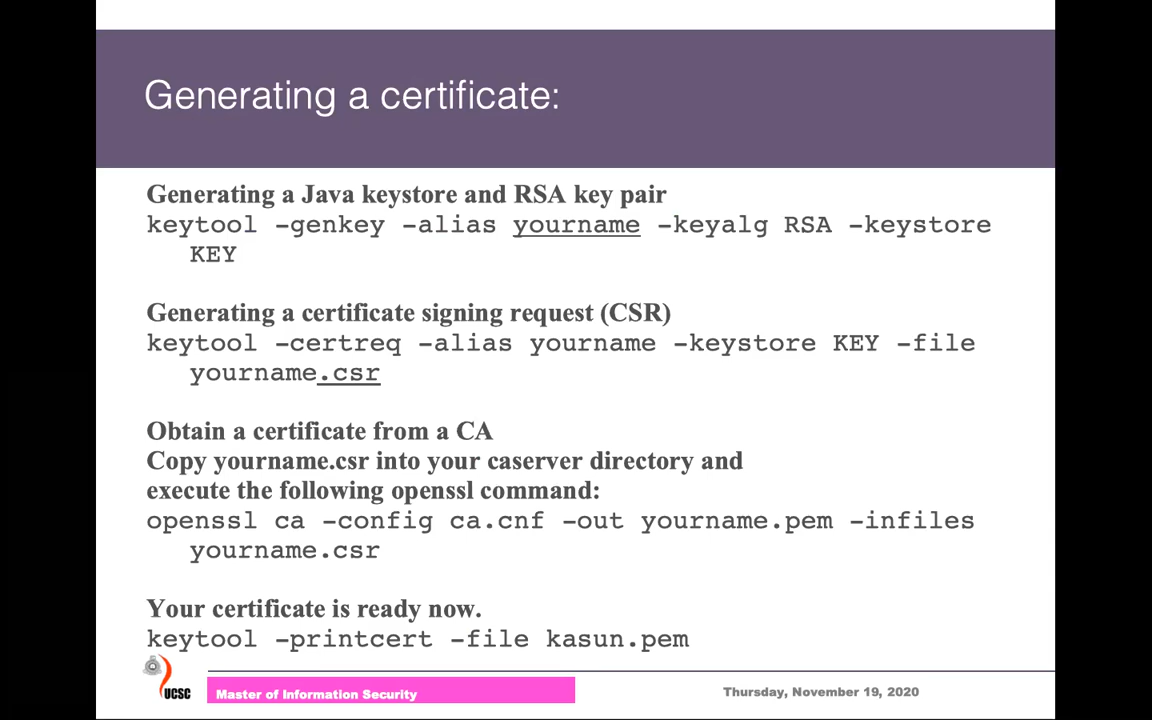 Generating a certificate:
Generating a Java keystore and RSA key pair
keytool -genkey -alias yourname -keyalg RSA -keystore
KEY
Generating a certificate signing request (CSR)
keytool -certreq -alias yourname -keystore KEY -file
yourname.csr
Obtain a certificate from a CA
Copy yourname.csr into your caserver directory and
execute the following openssl command:
openssl ca -config ca.cnf -out yourname.pem -infiles
yourname.csr
Your certificate is ready now.
keytool -printcert -file kasun.pem
UCSC
Master of Information Security
Thursday, November 19, 2020